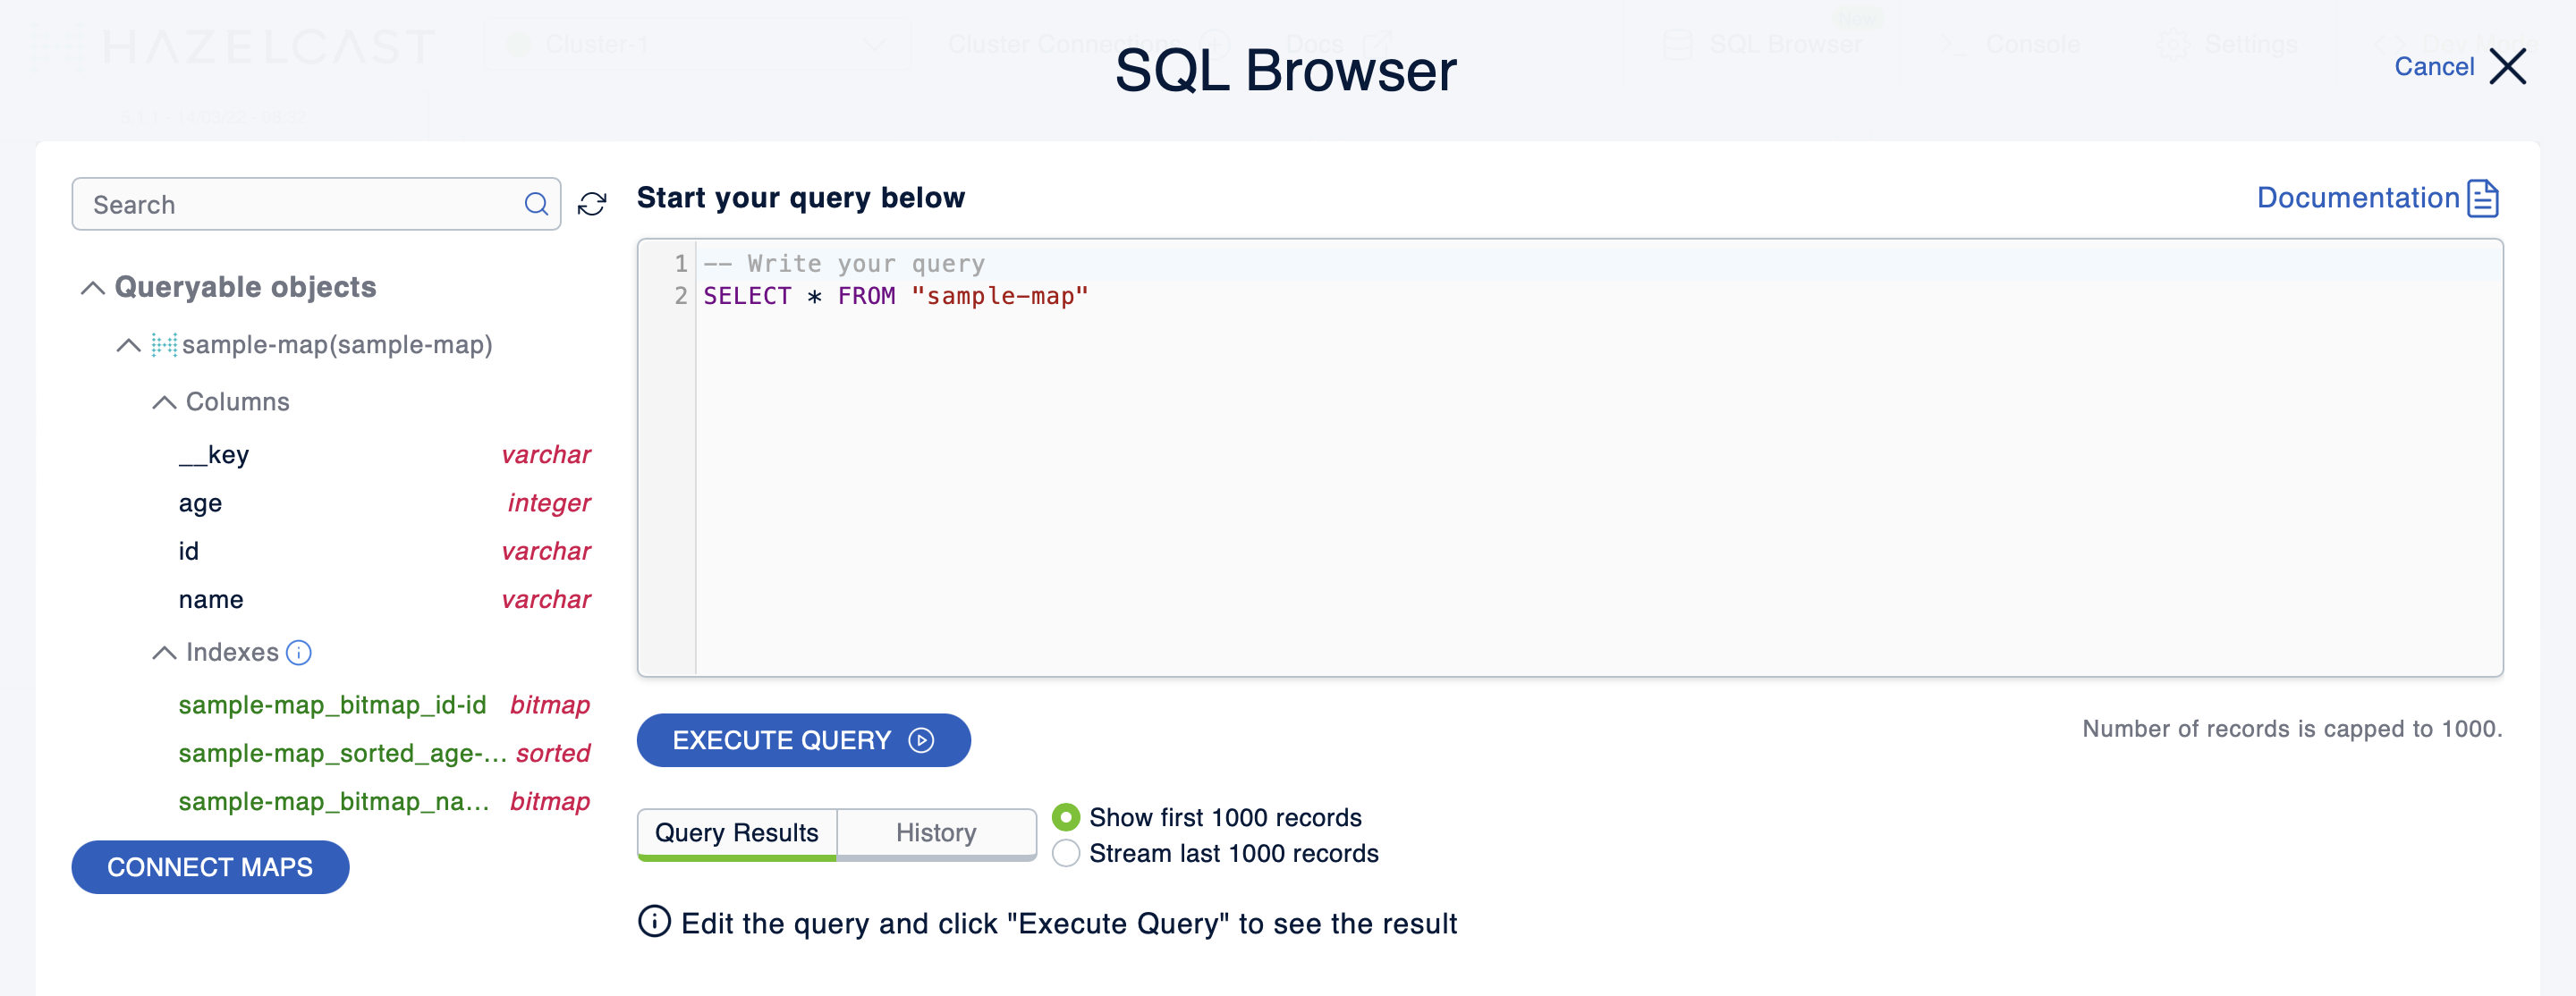 HAZELCAST
Cluster-1
Cluster Connections
Docs
New
SQL Browser
Console
Settings
SQL Browser
Cancel
Search
Start your query below
Documentation
Queryable objects
sample-map(sample-map)
Columns
__key varchar
age integer
id varchar
name varchar
Indexes
sample-map_bitmap_id-id bitmap
sample-map_sorted_age-... sorted
sample-map_bitmap_na... bitmap
CONNECT MAPS
1 -- Write your query
2 SELECT * FROM "sample-map"
EXECUTE QUERY
Number of records is capped to 1000.
Query Results
History
Show first 1000 records
Stream last 1000 records
Edit the query and click "Execute Query" to see the result